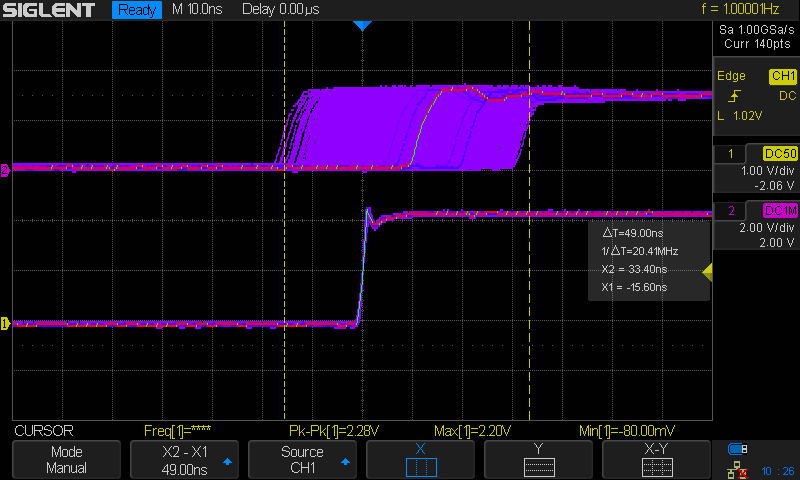 SIGLENT Ready M 10.0ns Delay 0.00μs f = 1.00001Hz
Sa 1.00GSa/s
Curr 140pts
Edge CH1
DC
L 1.02V
1 DC50
1.00 V/div
-2.06 V
2 DC1M
2.00 V/div
2.00 V
2
△T=49.00ns
1/△T=20.41MHz
X2 = 33.40ns
X1 = -15.60ns
1
CURSOR Freq[1]=**** Pk-Pk[1]=2.28V Max[1]=2.20V Min[1]=-80.00mV
Mode
Manual
X2 - X1
49.00ns
Source
CH1
X
Y
X-Y
10 : 26